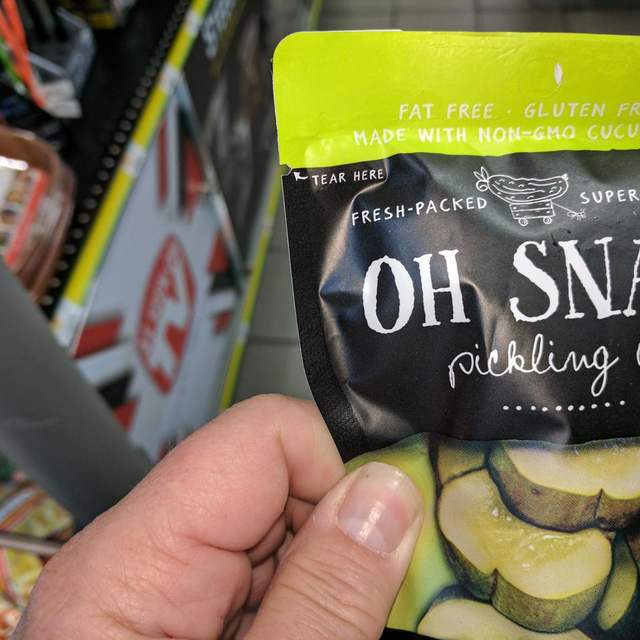 FAT FREE · GLUTEN FR
MADE WITH NON-GMO CUCU
TEAR HERE
FRESH-PACKED SUPER
OH SNA
pickling